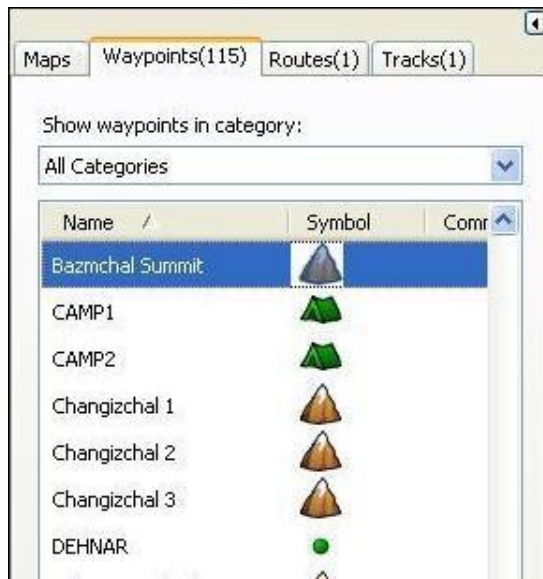 Maps Waypoints(115) Routes(1) Tracks(1)
Show waypoints in category:
All Categories
Name Symbol Comm
Bazmchal Summit
CAMP1
CAMP2
Changizchal 1
Changizchal 2
Changizchal 3
DEHNAR